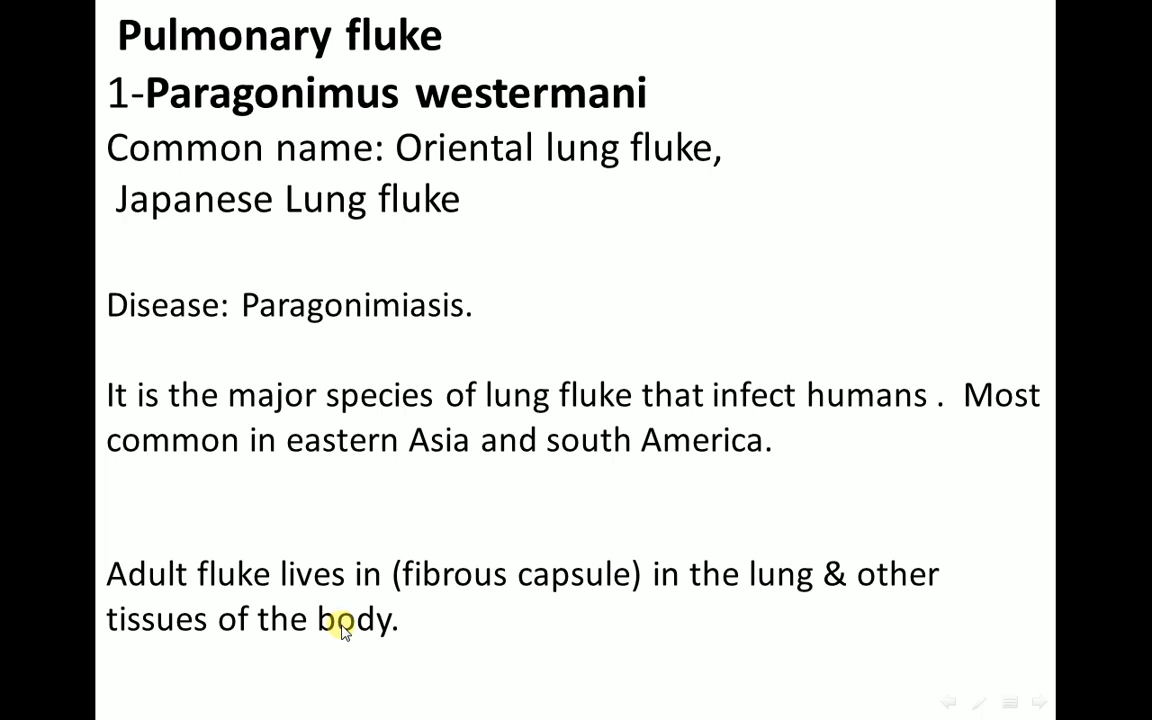 Pulmonary fluke
1-Paragonimus westermani
Common name: Oriental lung fluke,
Japanese Lung fluke
Disease: Paragonimiasis.
It is the major species of lung fluke that infect humans .  Most
common in eastern Asia and south America.
Adult fluke lives in (fibrous capsule) in the lung & other
tissues of the body.